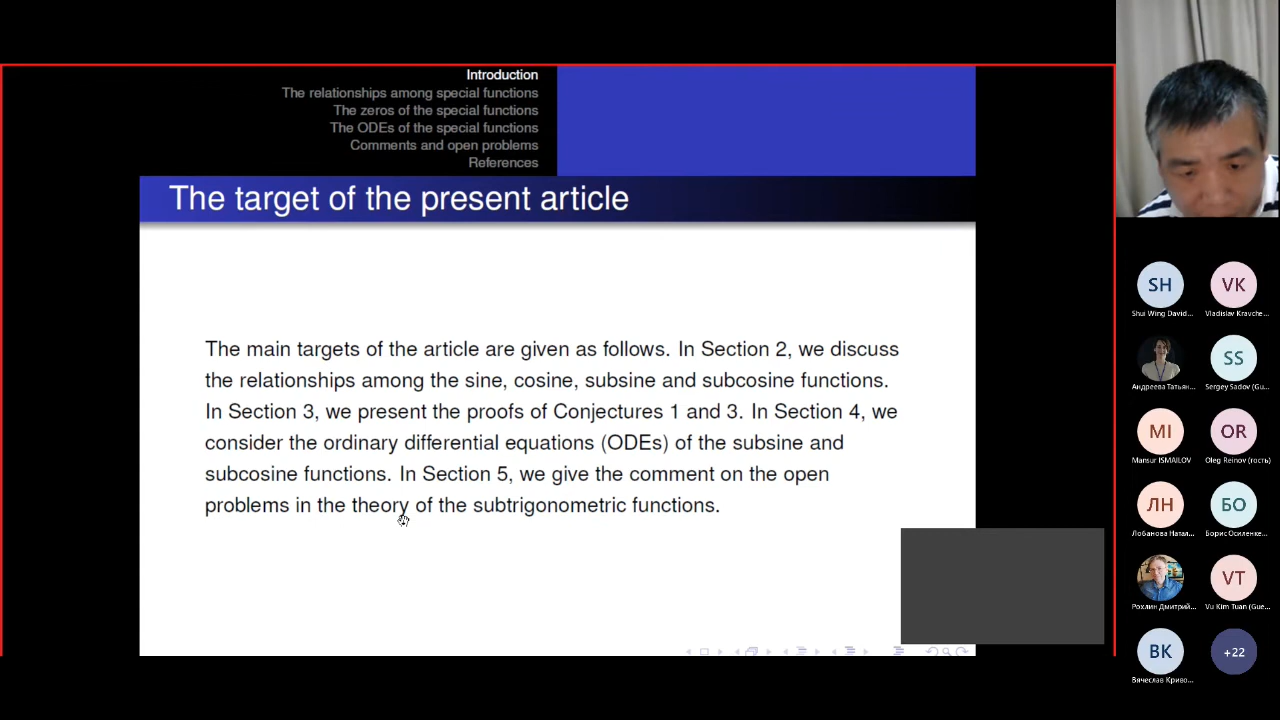 Introduction
The relationships among special functions
The zeros of the special functions
The ODEs of the special functions
Comments and open problems
References
The target of the present article
The main targets of the article are given as follows. In Section 2, we discuss
the relationships among the sine, cosine, subsine and subcosine functions.
In Section 3, we present the proofs of Conjectures 1 and 3. In Section 4, we
consider the ordinary differential equations (ODEs) of the subsine and
subcosine functions. In Section 5, we give the comment on the open
problems in the theory of the subtrigonometric functions.
SH
VK
Shui Wing David...
Vladislav Kravche...
SS
Андреева Татьян...
Sergey Sadov (Gu...
MI
OR
Mansur ISMAILOV
Oleg Reinov (гость)
ЛН
БО
Лобанова Натал...
Борис Осиленке...
VT
Рохлин Дмитрий...
Vu Kim Tuan (Gue...
ВК
+22
Вячеслав Криво...